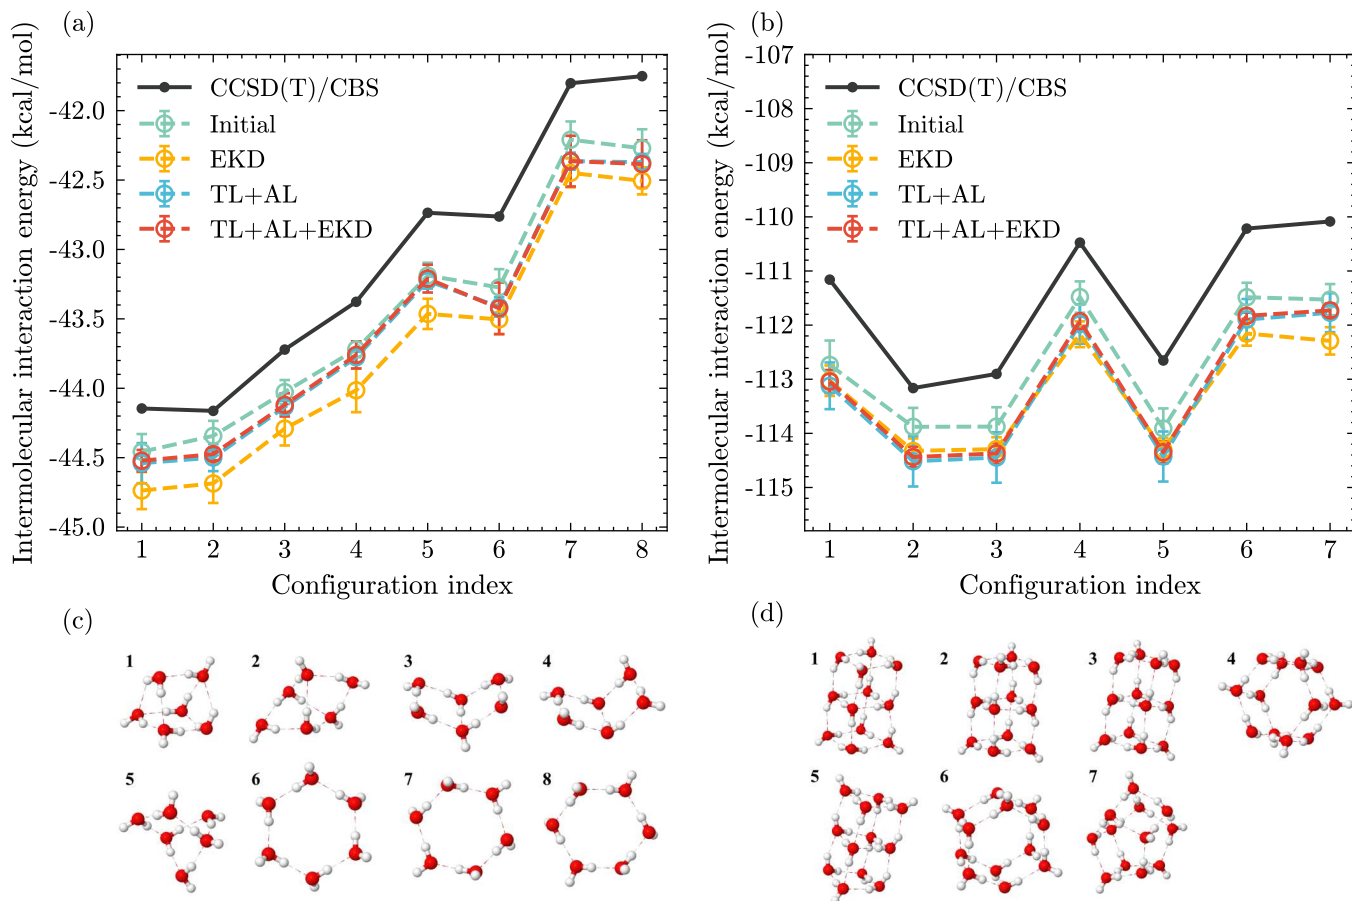 (a)
Intermolecular interaction energy (kcal/mol)
-42.0
-42.5
-43.0
-43.5
-44.0
-44.5
-45.0
CCSD(T)/CBS
Initial
EKD
TL+AL
TL+AL+EKD
1 2 3 4 5 6 7 8
Configuration index
(b)
Intermolecular interaction energy (kcal/mol)
-107
-108
-109
-110
-111
-112
-113
-114
-115
CCSD(T)/CBS
Initial
EKD
TL+AL
TL+AL+EKD
1 2 3 4 5 6 7
Configuration index
(c)
1 2 3 4
5 6 7 8
(d)
1 2 3 4
5 6 7